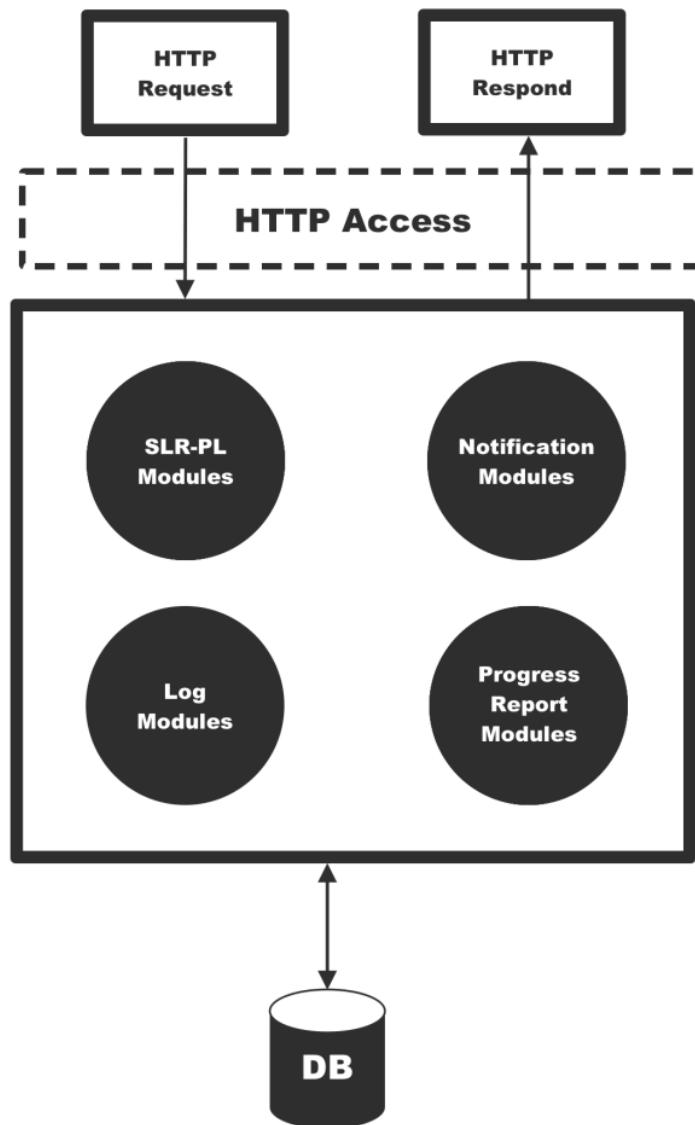 HTTP
Request
HTTP
Respond
HTTP Access
SLR-PL
Modules
Notification
Modules
Log
Modules
Progress
Report
Modules
DB